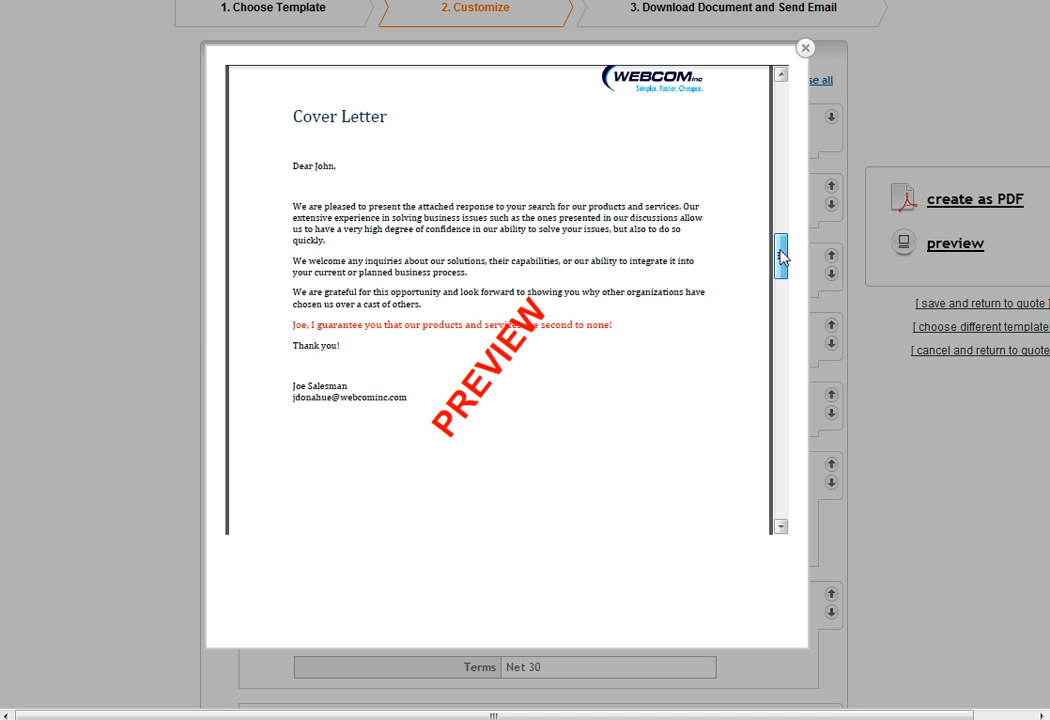 1. Choose Template
2. Customize
3. Download Document and Send Email
see all
WEBCOM inc
Simpler. Faster. Cheaper.
Cover Letter
Dear John,
We are pleased to present the attached response to your search for our products and services. Our
extensive experience in solving business issues such as the ones presented in our discussions allow
us to have a very high degree of confidence in our ability to solve your issues, but also to do so
quickly.
We welcome any inquiries about our solutions, their capabilities, or our ability to integrate it into
your current or planned business process.
We are grateful for this opportunity and look forward to showing you why other organizations have
chosen us over a cast of others.
Joe, I guarantee you that our products and services are second to none!
Thank you!
Joe Salesman
jdonahue@webcominc.com
PREVIEW
create as PDF
preview
[ save and return to quote ]
[ choose different template
[ cancel and return to quote
Terms Net 30